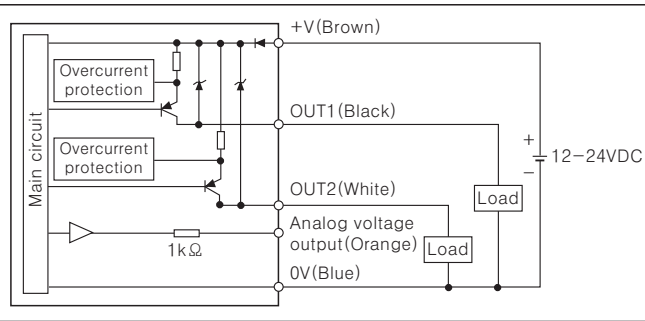 +V(Brown)
Overcurrent
protection
OUT1(Black)
Overcurrent
protection
Main circuit
+
12−24VDC
−
Load
OUT2(White)
Analog voltage
output(Orange)
Load
1kΩ
0V(Blue)